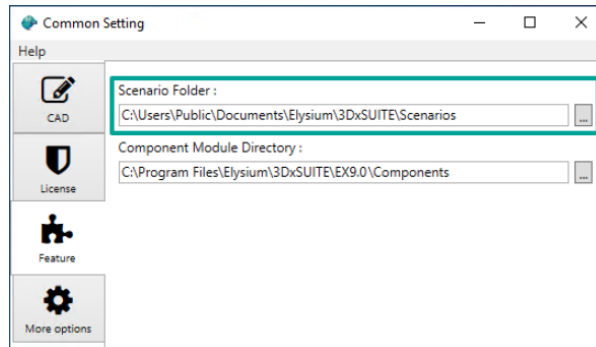 Common Setting
Help
CAD
License
Feature
More options
Scenario Folder :
C:\Users\Public\Documents\Elysium\3DxSUITE\Scenarios
...
Component Module Directory :
C:\Program Files\Elysium\3DxSUITE\EX9.0\Components
...